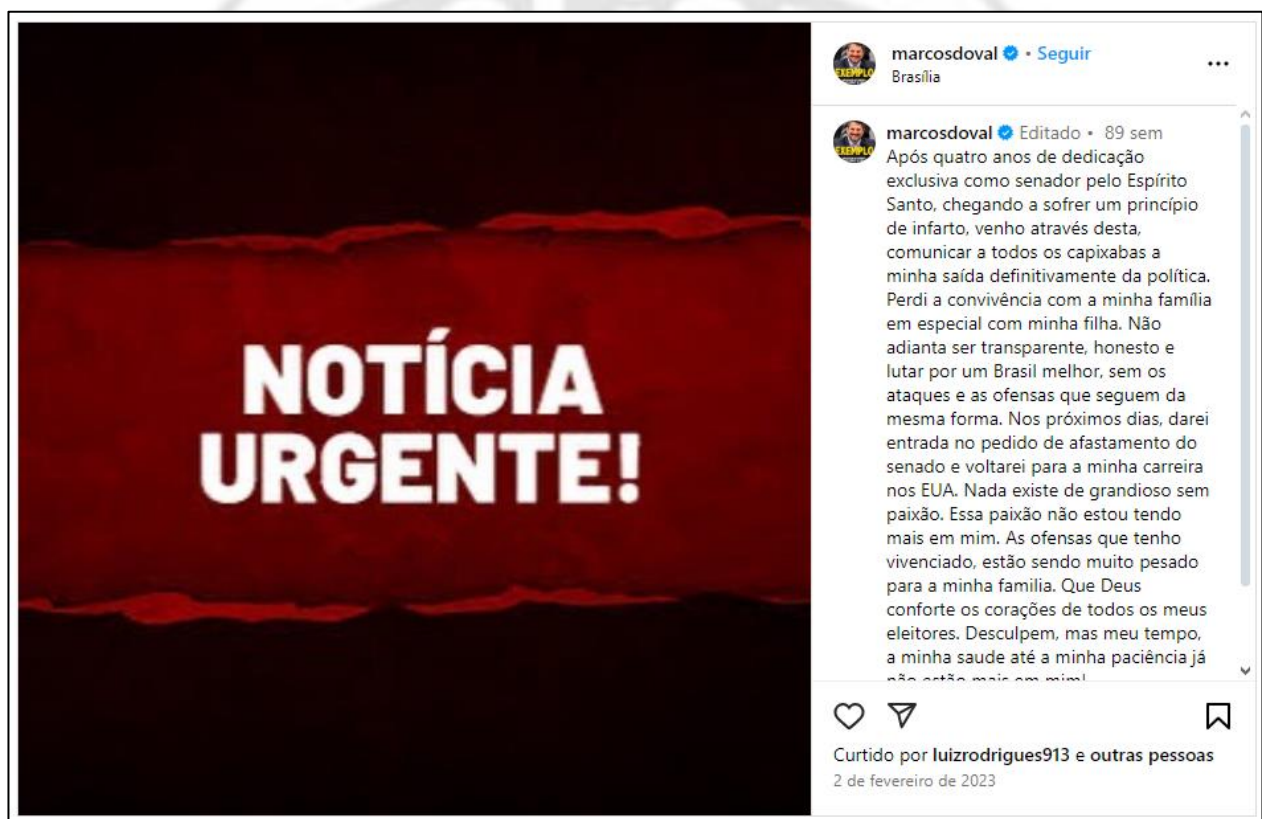 NOTÍCIA
URGENTE!
marcosdoval • Seguir
Brasília
EXEMPLO
marcosdoval Editado • 89 sem
EXEMPLO
Após quatro anos de dedicação
exclusiva como senador pelo Espírito
Santo, chegando a sofrer um princípio
de infarto, venho através desta,
comunicar a todos os capixabas a
minha saída definitivamente da política.
Perdi a convivência com a minha família
em especial com minha filha. Não
adianta ser transparente, honesto e
lutar por um Brasil melhor, sem os
ataques e as ofensas que seguem da
mesma forma. Nos próximos dias, darei
entrada no pedido de afastamento do
senado e voltarei para a minha carreira
nos EUA. Nada existe de grandioso sem
paixão. Essa paixão não estou tendo
mais em mim. As ofensas que tenho
vivenciado, estão sendo muito pesado
para a minha familia. Que Deus
conforte os corações de todos os meus
eleitores. Desculpem, mas meu tempo,
a minha saude até a minha paciência já
não estão mais em mim!
Curtido por luizrodrigues913 e outras pessoas
2 de fevereiro de 2023